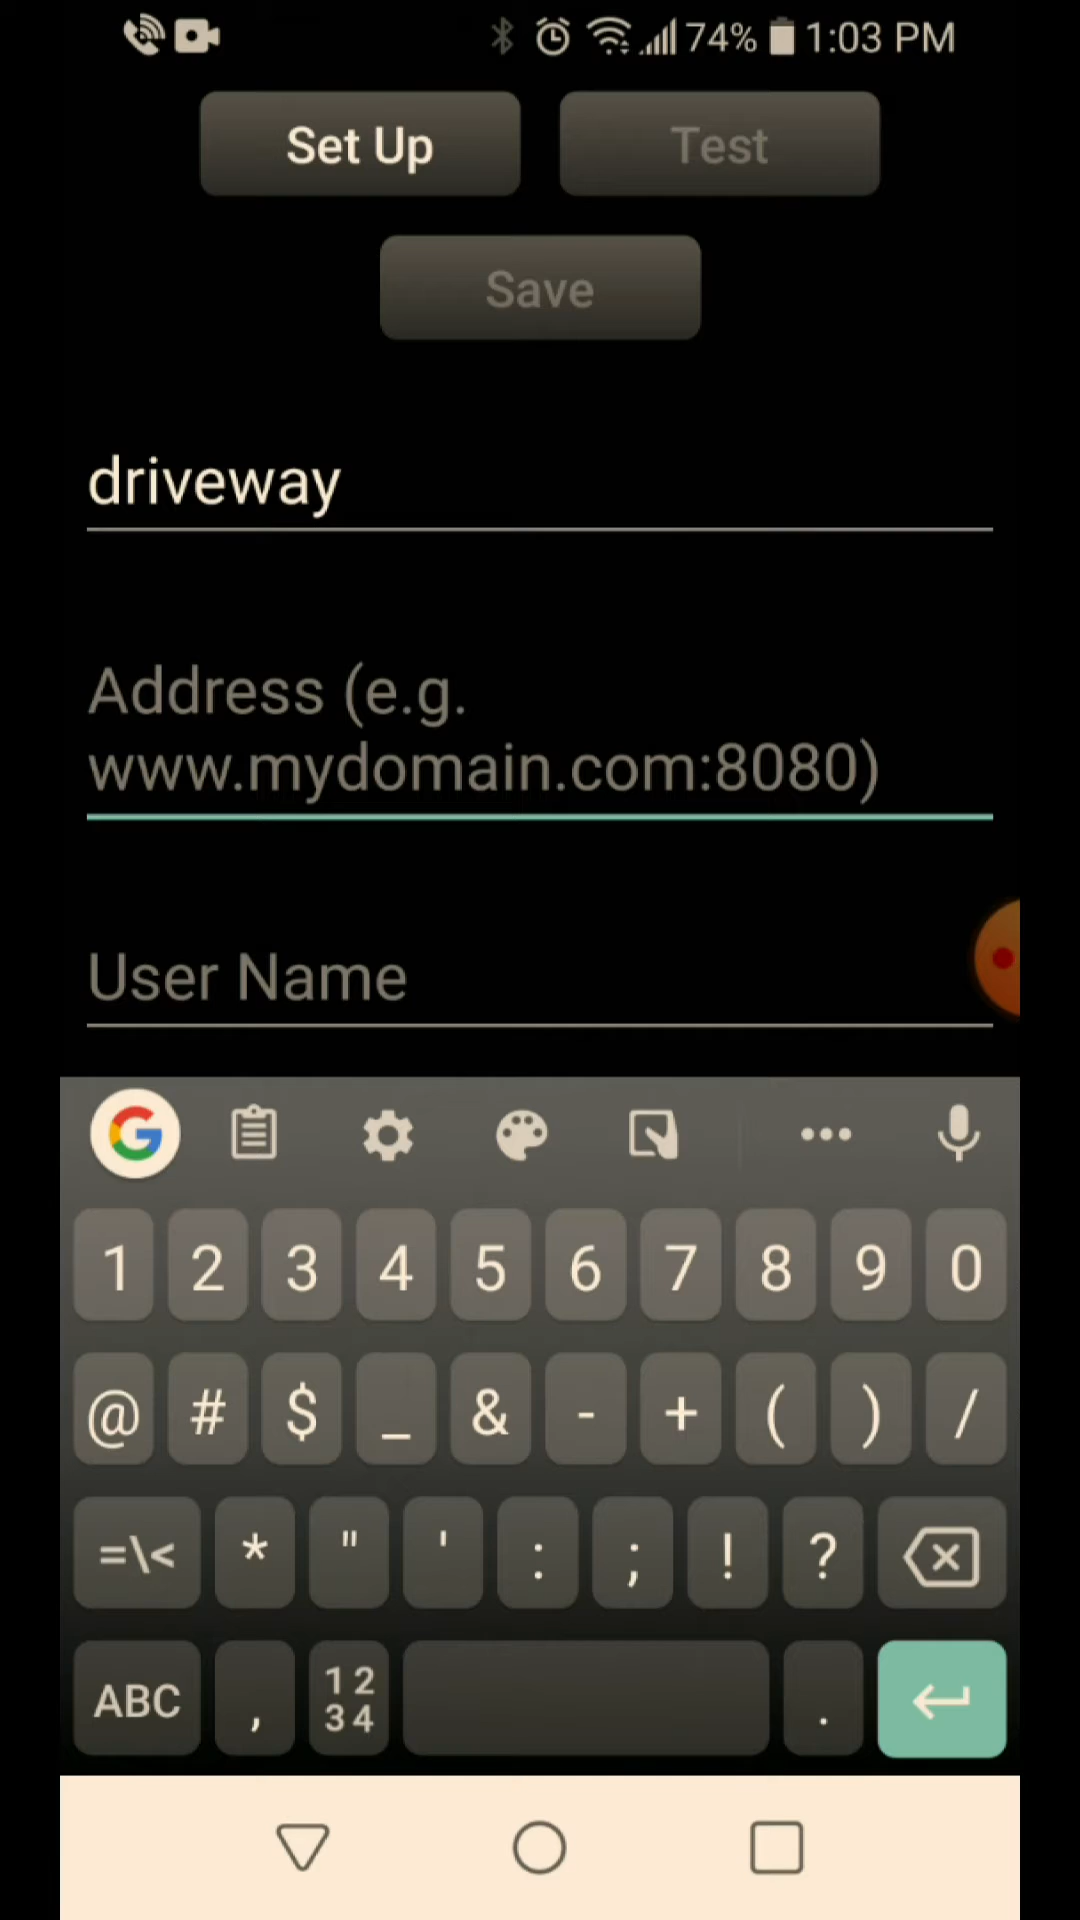 74% 1:03 PM
Set Up Test
Save
driveway
Address (e.g.
www.mydomain.com:8080)
User Name
1 2 3 4 5 6 7 8 9 0
@ # $ _ & - + ( ) /
=\< * " ' : ; ! ?
ABC , 12 .
34